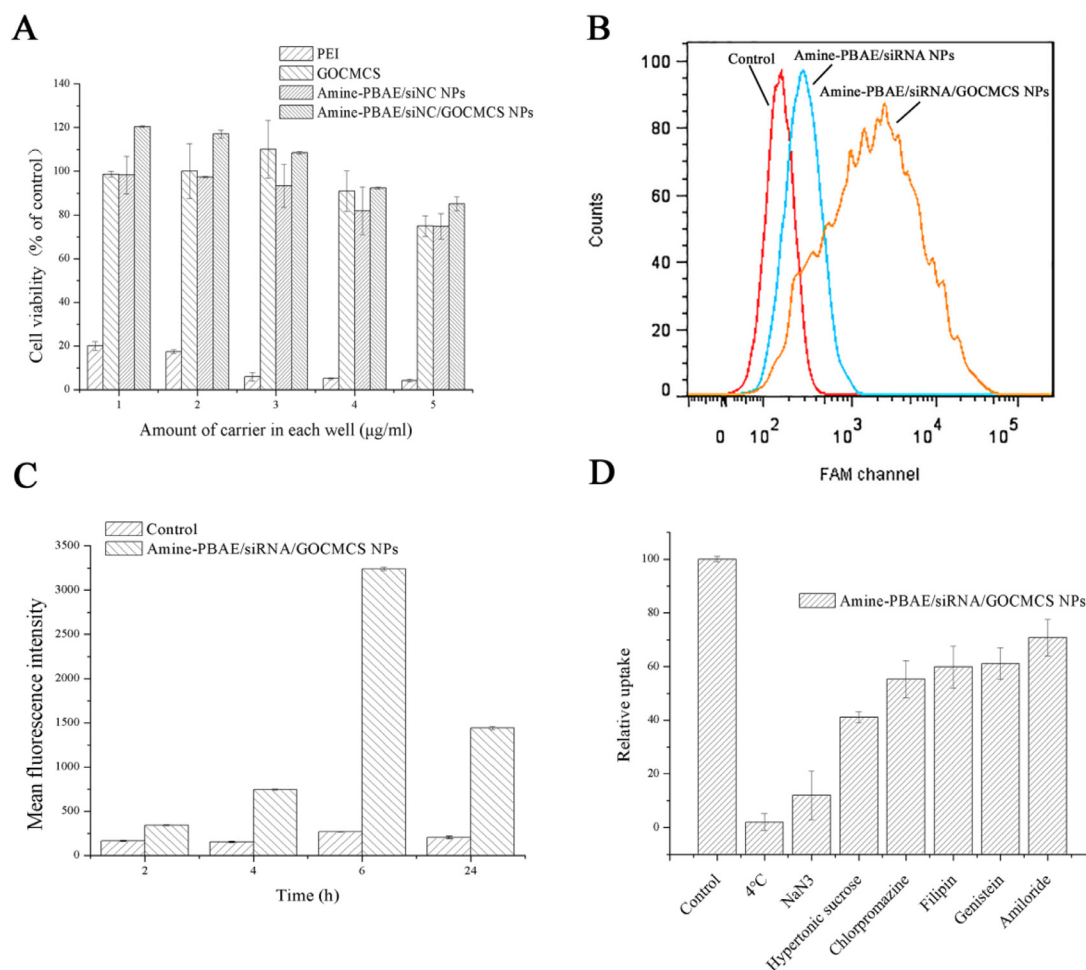 A
PEI
GOCMCS
Amine-PBAE/siNC NPs
Amine-PBAE/siNC/GOCMCS NPs
140
120
100
80
60
40
20
0
Cell viability (% of control)
1 2 3 4 5
Amount of carrier in each well (μg/ml)
B
Control
Amine-PBAE/siRNA NPs
Amine-PBAE/siRNA/GOCMCS NPs
100
80
60
40
20
0
Counts
0 10^2 10^3 10^4 10^5
FAM channel
C
Control
Amine-PBAE/siRNA/GOCMCS NPs
3500
3250
1500
1250
1000
750
500
250
0
Mean fluorescence intensity
2 4 6 24
Time (h)
D
Amine-PBAE/siRNA/GOCMCS NPs
100
80
60
40
20
0
Relative uptake
Control
4°C
NaN3
Hypertonic sucrose
Chlorpromazine
Filipin
Genistein
Amiloride